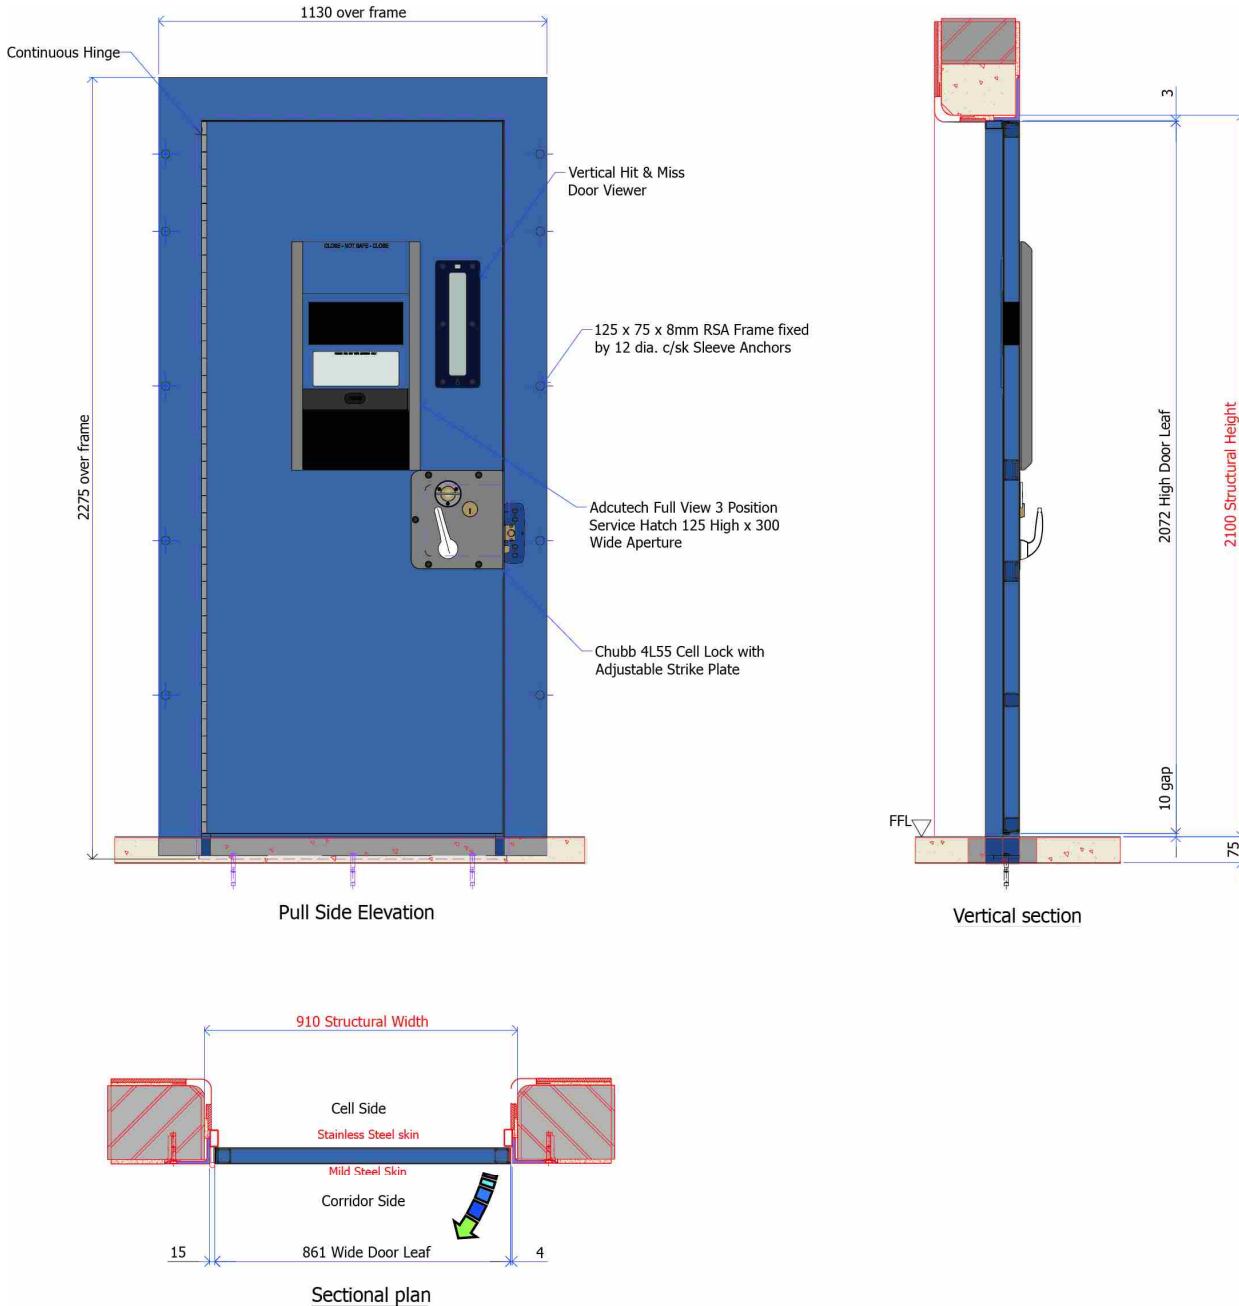 1130 over frame
Continuous Hinge
3
Vertical Hit & Miss
Door Viewer
CLOSE - NOT SAFE - CLOSE
125 x 75 x 8mm RSA Frame fixed
by 12 dia. c/sk Sleeve Anchors
2275 over frame
2072 High Door Leaf
2100 Structural Height
Adcutech Full View 3 Position
Service Hatch 125 High x 300
Wide Aperture
Chubb 4L55 Cell Lock with
Adjustable Strike Plate
10 gap
FFL
75
Pull Side Elevation
Vertical section
910 Structural Width
Cell Side
Stainless Steel skin
Mild Steel Skin
Corridor Side
15
861 Wide Door Leaf
4
Sectional plan